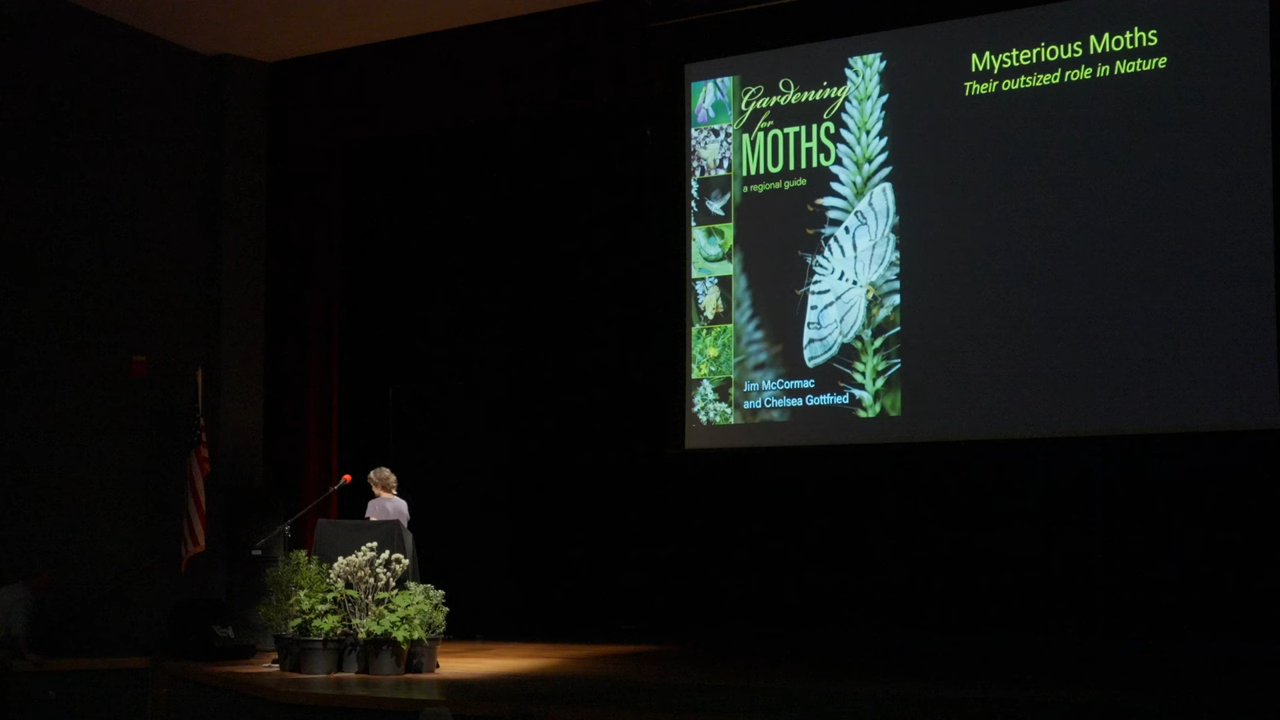 Gardening
for
MOTHS
a regional guide
Jim McCormac
and Chelsea Gottfried
Mysterious Moths
Their outsized role in Nature